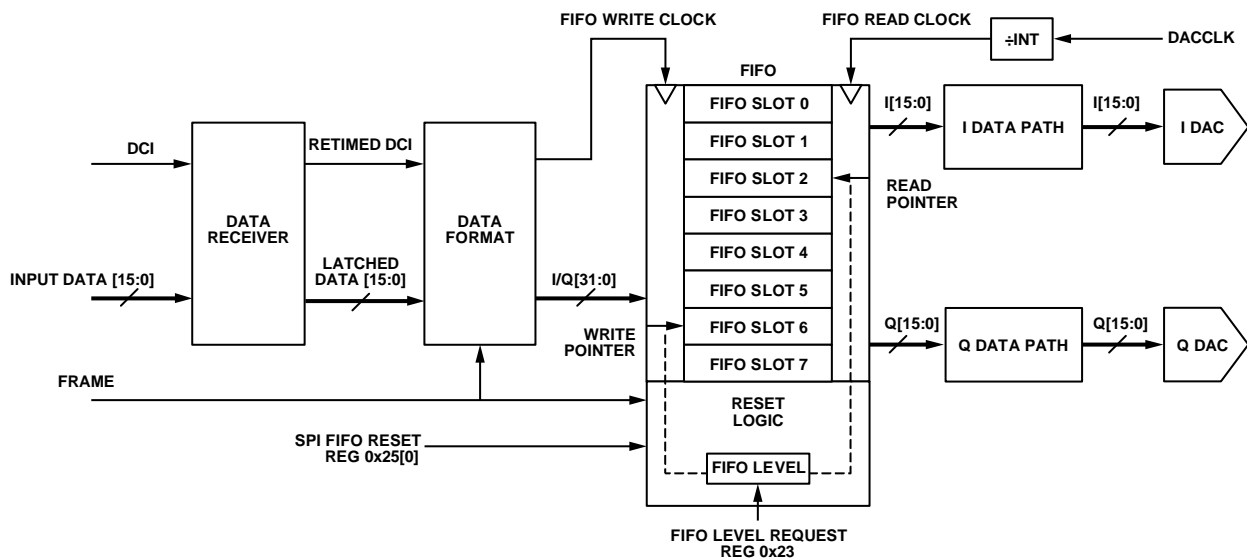 FIFO WRITE CLOCK
FIFO READ CLOCK
÷INT
DACCLK
FIFO
FIFO SLOT 0
FIFO SLOT 1
FIFO SLOT 2
FIFO SLOT 3
FIFO SLOT 4
FIFO SLOT 5
FIFO SLOT 6
FIFO SLOT 7
I[15:0]
I DATA PATH
I[15:0]
I DAC
DCI
RETIMED DCI
DATA
RECEIVER
DATA
FORMAT
READ
POINTER
INPUT DATA [15:0]
LATCHED
DATA [15:0]
I/Q[31:0]
WRITE
POINTER
Q[15:0]
Q DATA PATH
Q[15:0]
Q DAC
FRAME
RESET
LOGIC
SPI FIFO RESET
REG 0x25[0]
FIFO LEVEL
FIFO LEVEL REQUEST
REG 0x23